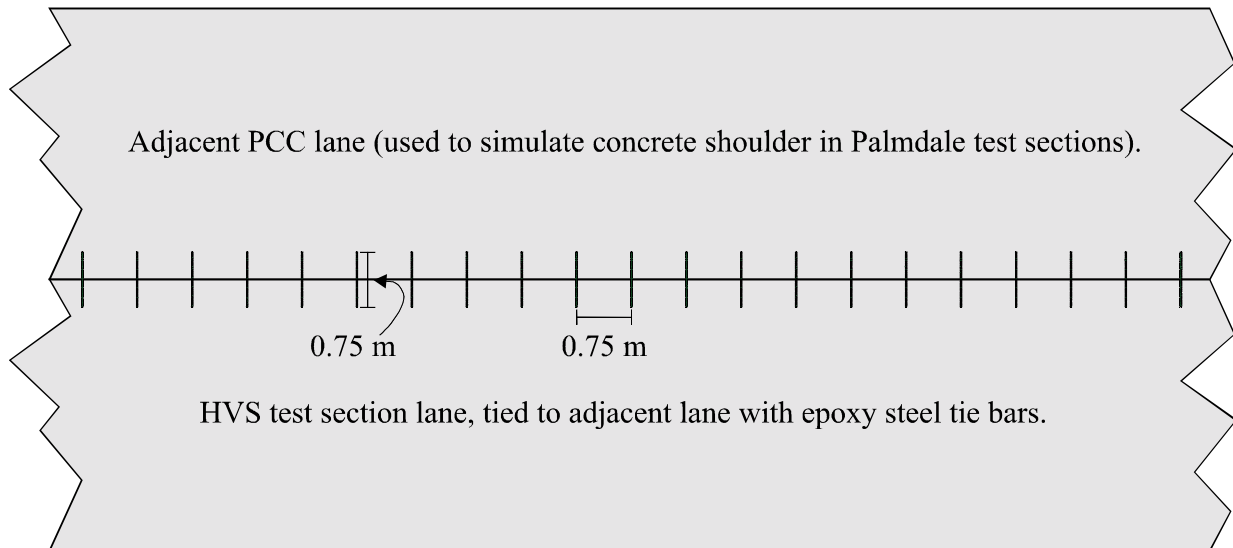 Adjacent PCC lane (used to simulate concrete shoulder in Palmdale test sections).
0.75 m
0.75 m
HVS test section lane, tied to adjacent lane with epoxy steel tie bars.